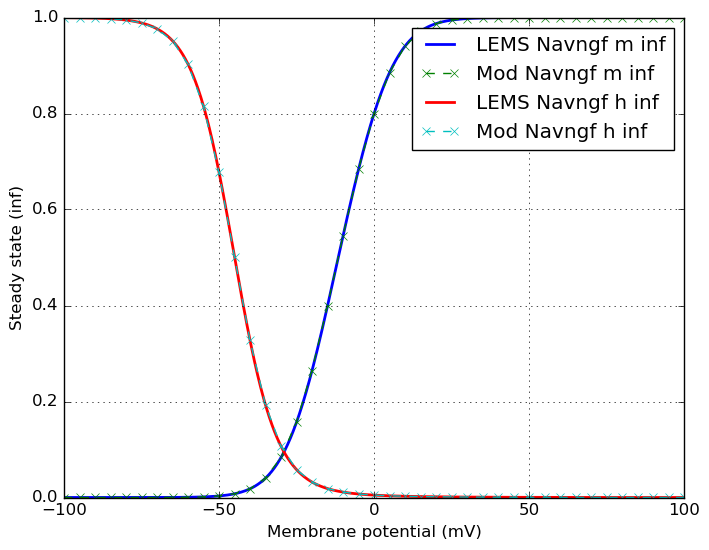 1.0
0.8
0.6
0.4
0.2
0.0
Steady state (inf)
LEMS Navngf m inf
Mod Navngf m inf
LEMS Navngf h inf
Mod Navngf h inf
−100 −50 0 50 100
Membrane potential (mV)